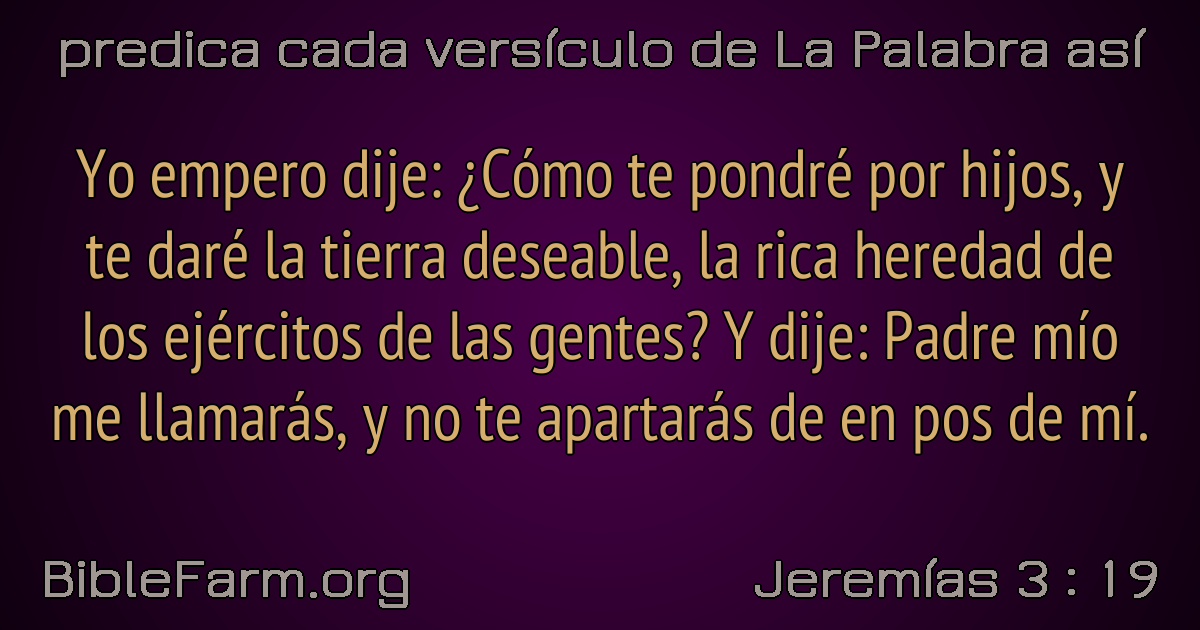 predica cada versículo de La Palabra así
Yo empero dije: ¿Cómo te pondré por hijos, y
te daré la tierra deseable, la rica heredad de
los ejércitos de las gentes? Y dije: Padre mío
me llamarás, y no te apartarás de en pos de mí.
BibleFarm.org
Jeremías 3 : 19